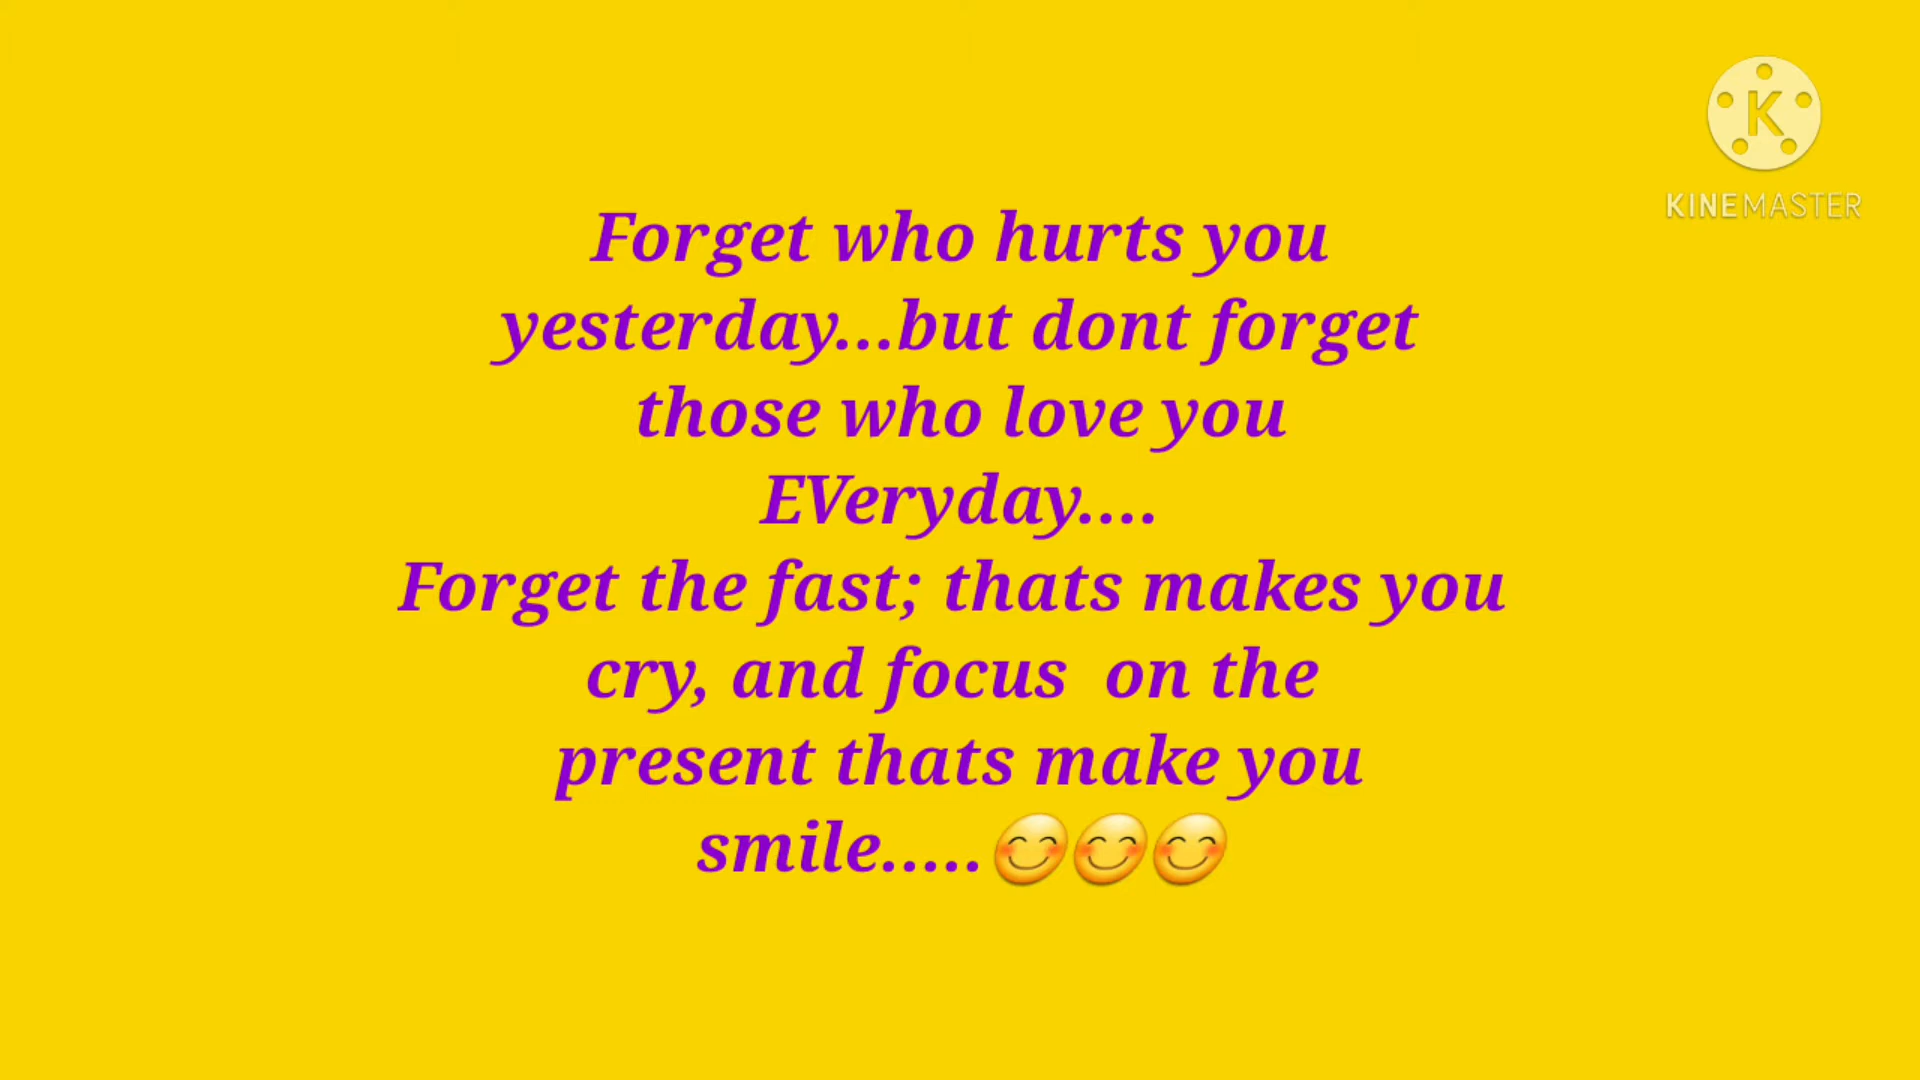 KINEMASTER
Forget who hurts you
yesterday...but dont forget
those who love you
EVeryday....
Forget the fast; thats makes you
cry, and focus  on the
present thats make you
smile.....😊😊😊